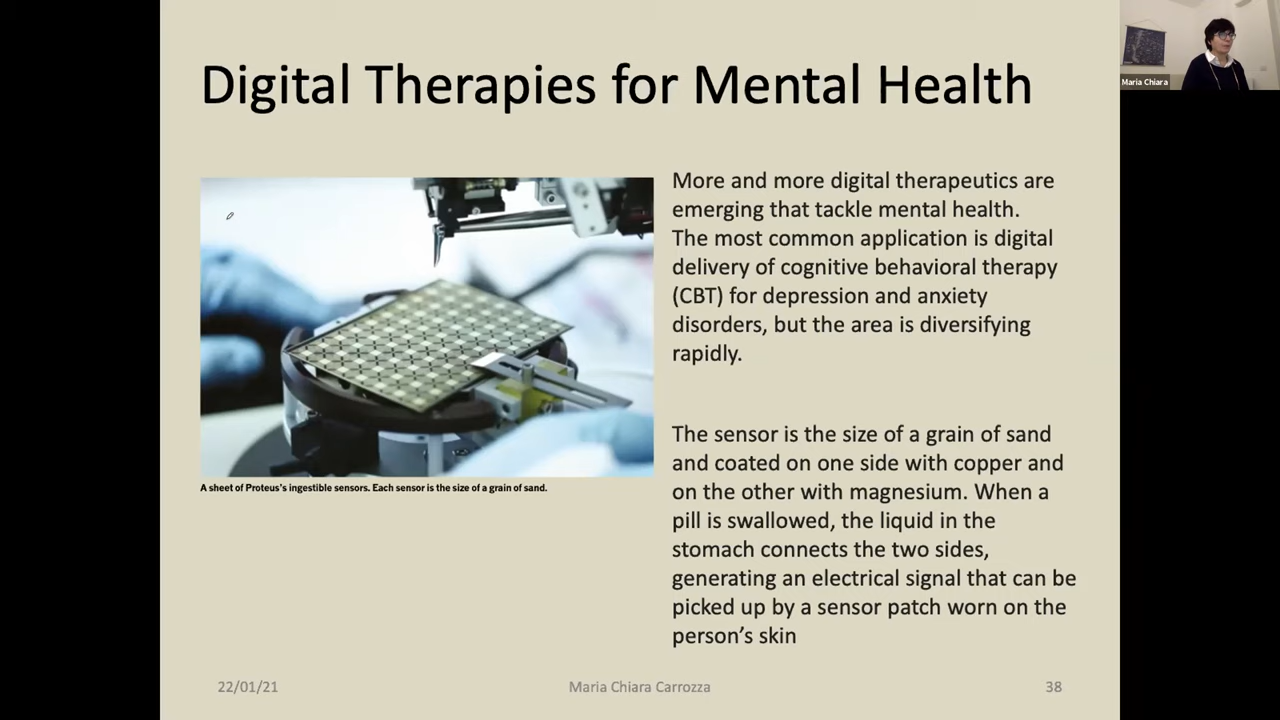 Digital Therapies for Mental Health
Maria Chiara
More and more digital therapeutics are
emerging that tackle mental health.
The most common application is digital
delivery of cognitive behavioral therapy
(CBT) for depression and anxiety
disorders, but the area is diversifying
rapidly.
The sensor is the size of a grain of sand
and coated on one side with copper and
on the other with magnesium. When a
pill is swallowed, the liquid in the
stomach connects the two sides,
generating an electrical signal that can be
picked up by a sensor patch worn on the
person’s skin
A sheet of Proteus's ingestible sensors. Each sensor is the size of a grain of sand.
22/01/21
Maria Chiara Carrozza
38